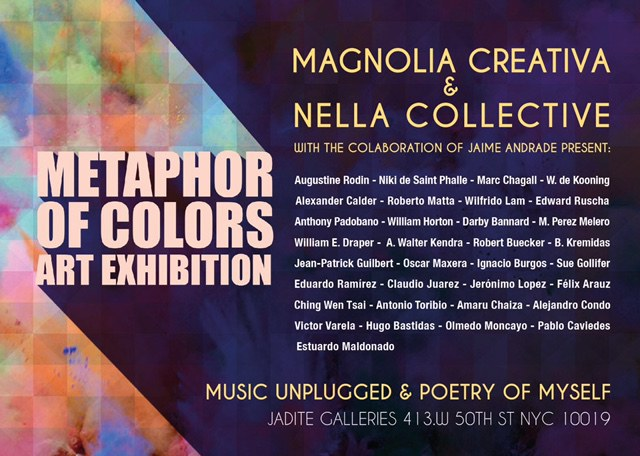 METAPHOR
OF COLORS
ART EXHIBITION
MAGNOLIA CREATIVA
&
NELLA COLLECTIVE
WITH THE COLABORATION OF JAIME ANDRADE PRESENT:
Augustine Rodin - Niki de Saint Phalle - Marc Chagall - W. de Kooning
Alexander Calder - Roberto Matta - Wilfrido Lam - Edward Ruscha
Anthony Padobano - William Horton - Darby Bannard - M. Perez Melero
William E. Draper - A. Walter Kendra - Robert Buecker - B. Kremidas
Jean-Patrick Guilbert - Oscar Maxera - Ignacio Burgos - Sue Gollifer
Eduardo Ramírez - Claudio Juarez - Jerónimo Lopez - Félix Arauz
Ching Wen Tsai - Antonio Toribio - Amaru Chaiza - Alejandro Condo
Victor Varela - Hugo Bastidas - Olmedo Moncayo - Pablo Caviedes
Estuardo Maldonado
MUSIC UNPLUGGED & POETRY OF MYSELF
JADITE GALLERIES 413.W 50TH ST NYC 10019